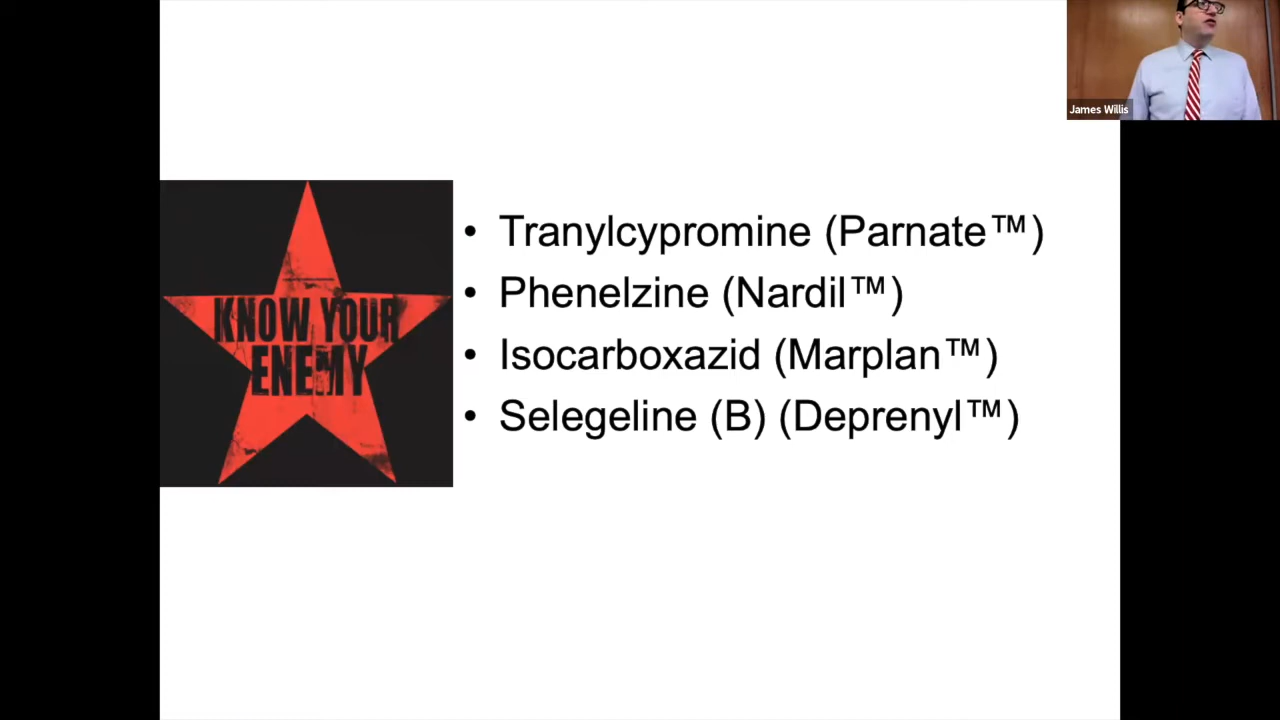 James Willis
KNOW YOUR
ENEMY
• Tranylcypromine (Parnate™)
• Phenelzine (Nardil™)
• Isocarboxazid (Marplan™)
• Selegeline (B) (Deprenyl™)